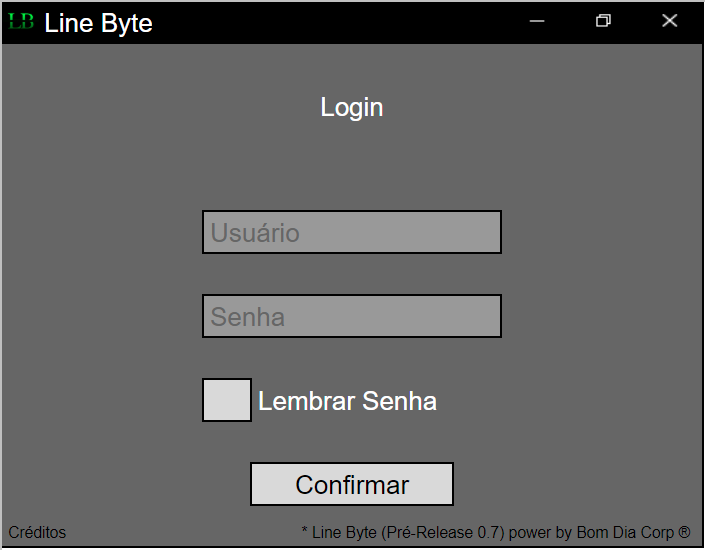 LB Line Byte
Login
Usuário
Senha
Lembrar Senha
Confirmar
Créditos
* Line Byte (Pré-Release 0.7) power by Bom Dia Corp ®